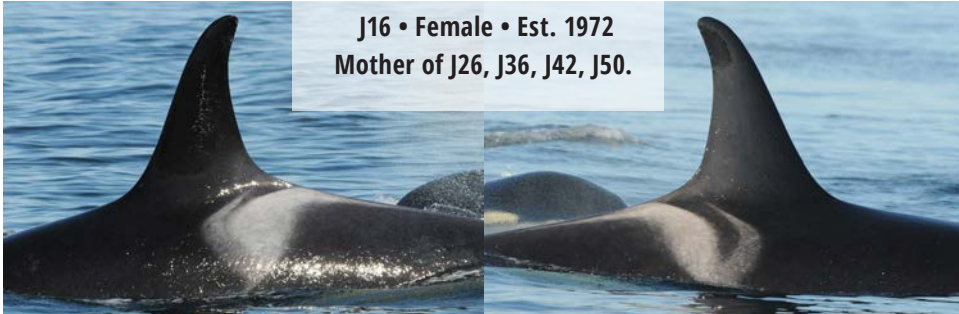 J16 • Female • Est. 1972
Mother of J26, J36, J42, J50.